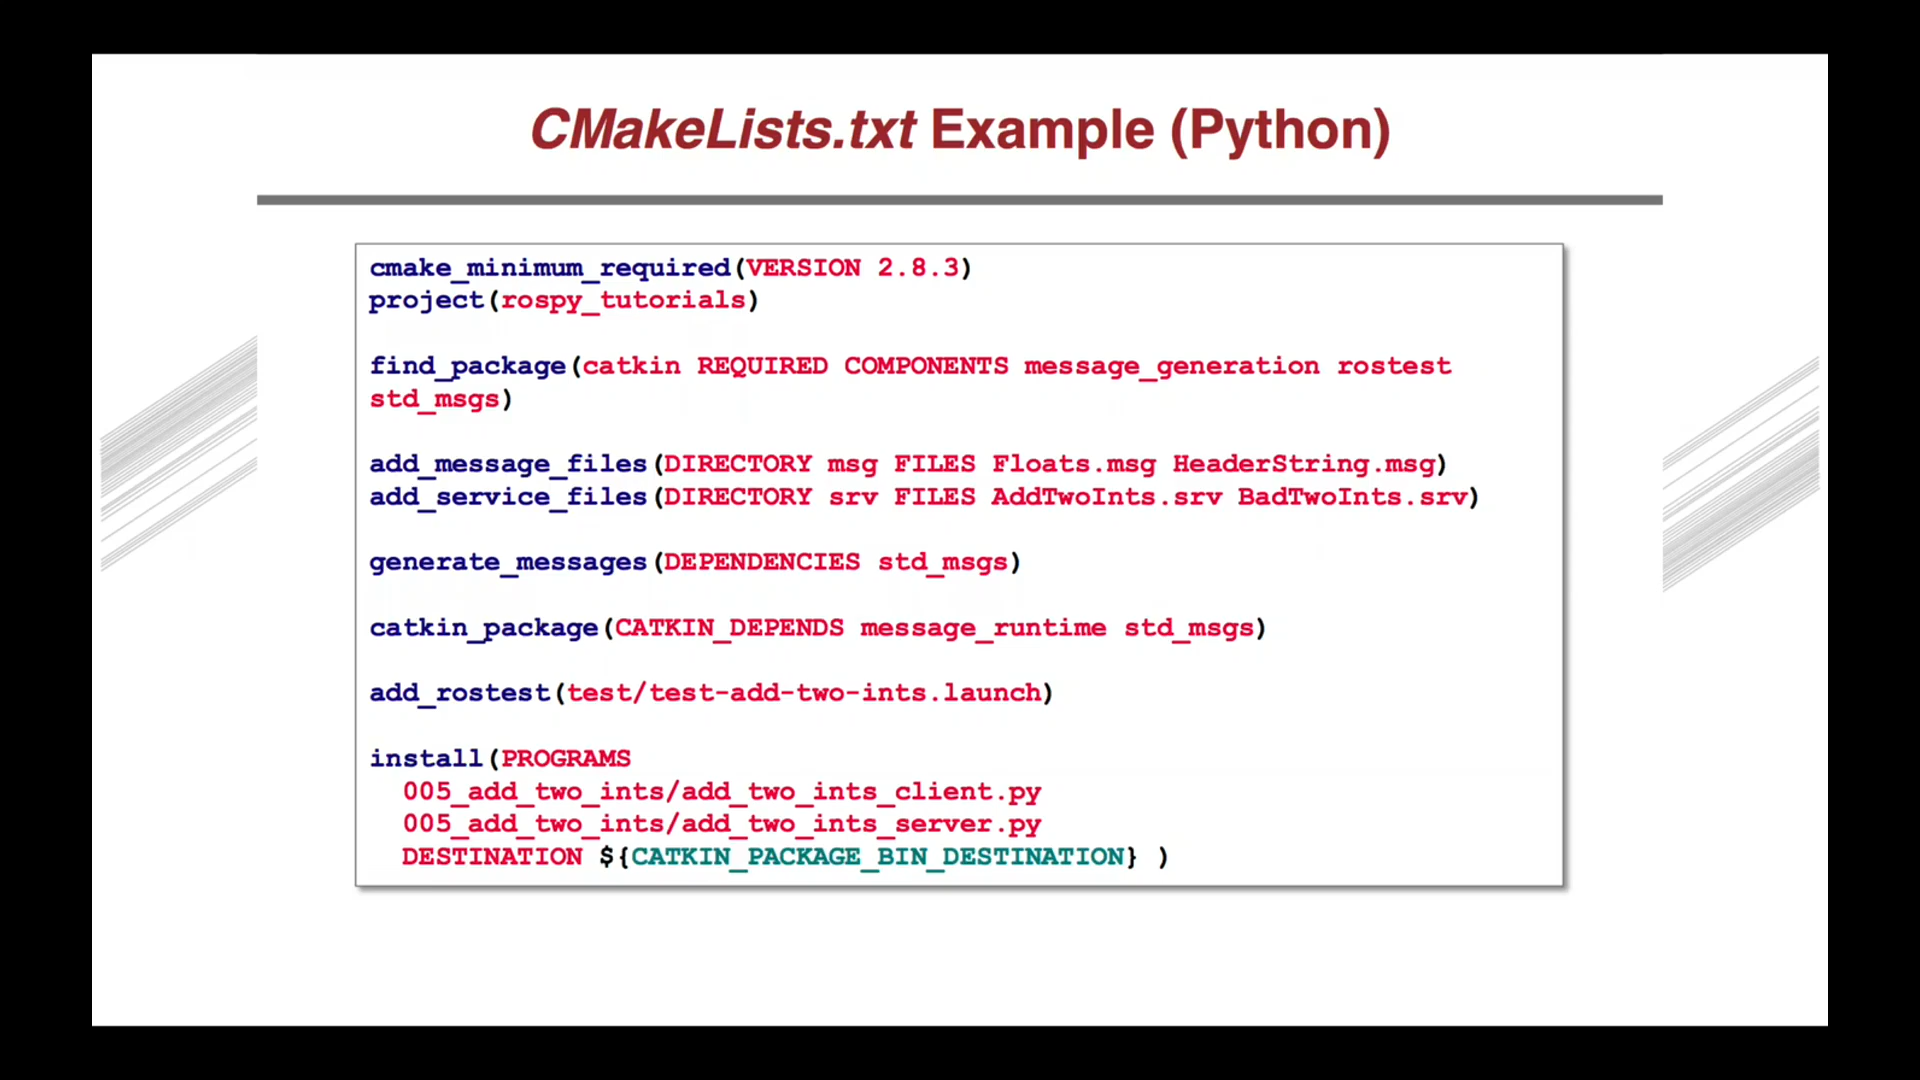 CMakeLists.txt Example (Python)
cmake_minimum_required(VERSION 2.8.3)
project(rospy_tutorials)
find_package(catkin REQUIRED COMPONENTS message_generation rostest
std_msgs)
add_message_files(DIRECTORY msg FILES Floats.msg HeaderString.msg)
add_service_files(DIRECTORY srv FILES AddTwoInts.srv BadTwoInts.srv)
generate_messages(DEPENDENCIES std_msgs)
catkin_package(CATKIN_DEPENDS message_runtime std_msgs)
add_rostest(test/test-add-two-ints.launch)
install(PROGRAMS
005_add_two_ints/add_two_ints_client.py
005_add_two_ints/add_two_ints_server.py
DESTINATION ${CATKIN_PACKAGE_BIN_DESTINATION} )